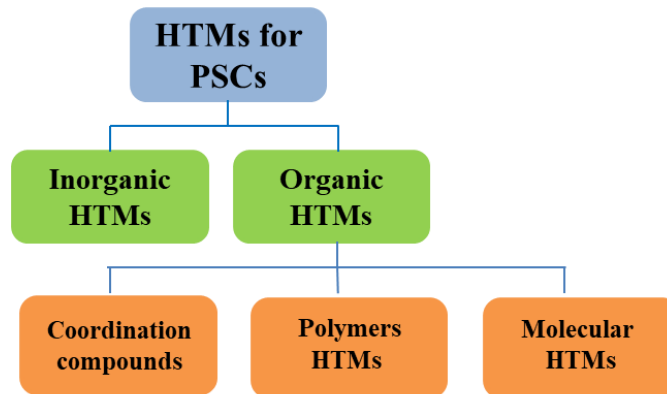 HTMs for
PSCs
Inorganic
HTMs
Organic
HTMs
Coordination
compounds
Polymers
HTMs
Molecular
HTMs